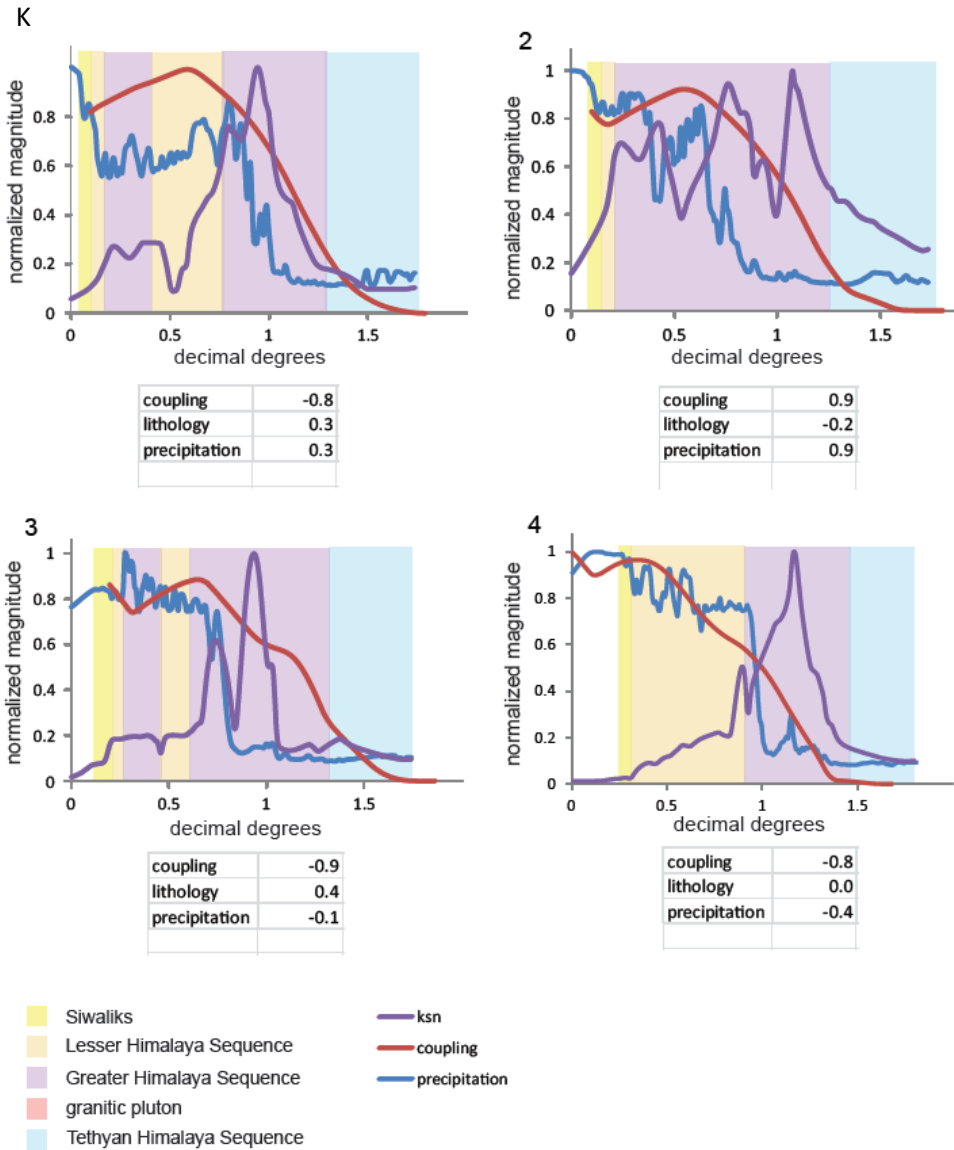 K
normalized magnitude
0.8
0.6
0.4
0.2
0
0 0.5 1 1.5
decimal degrees
coupling -0.8
lithology 0.3
precipitation 0.3
2
normalized magnitude
1
0.8
0.6
0.4
0.2
0
0 0.5 1 1.5
decimal degrees
coupling 0.9
lithology -0.2
precipitation 0.9
3
normalized magnitude
1
0.8
0.6
0.4
0.2
0
0 0.5 1 1.5
decimal degrees
coupling -0.9
lithology 0.4
precipitation -0.1
4
normalized magnitude
1
0.8
0.6
0.4
0.2
0
0 0.5 1 1.5
decimal degrees
coupling -0.8
lithology 0.0
precipitation -0.4
Siwaliks
Lesser Himalaya Sequence
Greater Himalaya Sequence
granitic pluton
Tethyan Himalaya Sequence
ksn
coupling
precipitation